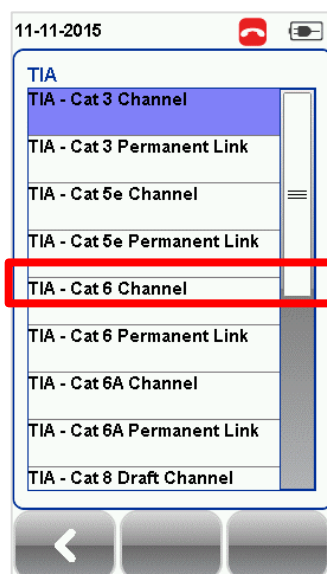 11-11-2015
TIA
TIA - Cat 3 Channel
TIA - Cat 3 Permanent Link
TIA - Cat 5e Channel
TIA - Cat 5e Permanent Link
TIA - Cat 6 Channel
TIA - Cat 6 Permanent Link
TIA - Cat 6A Channel
TIA - Cat 6A Permanent Link
TIA - Cat 8 Draft Channel